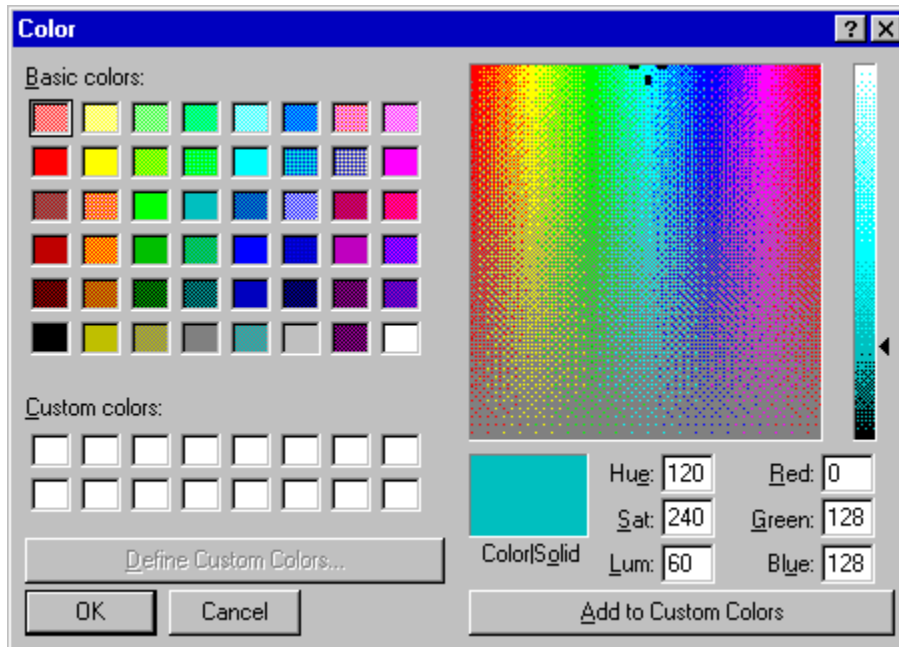 Color
Basic colors:
Custom colors:
Define Custom Colors...
OK Cancel
Color|Solid
Hue: 120 Red: 0
Sat: 240 Green: 128
Lum: 60 Blue: 128
Add to Custom Colors